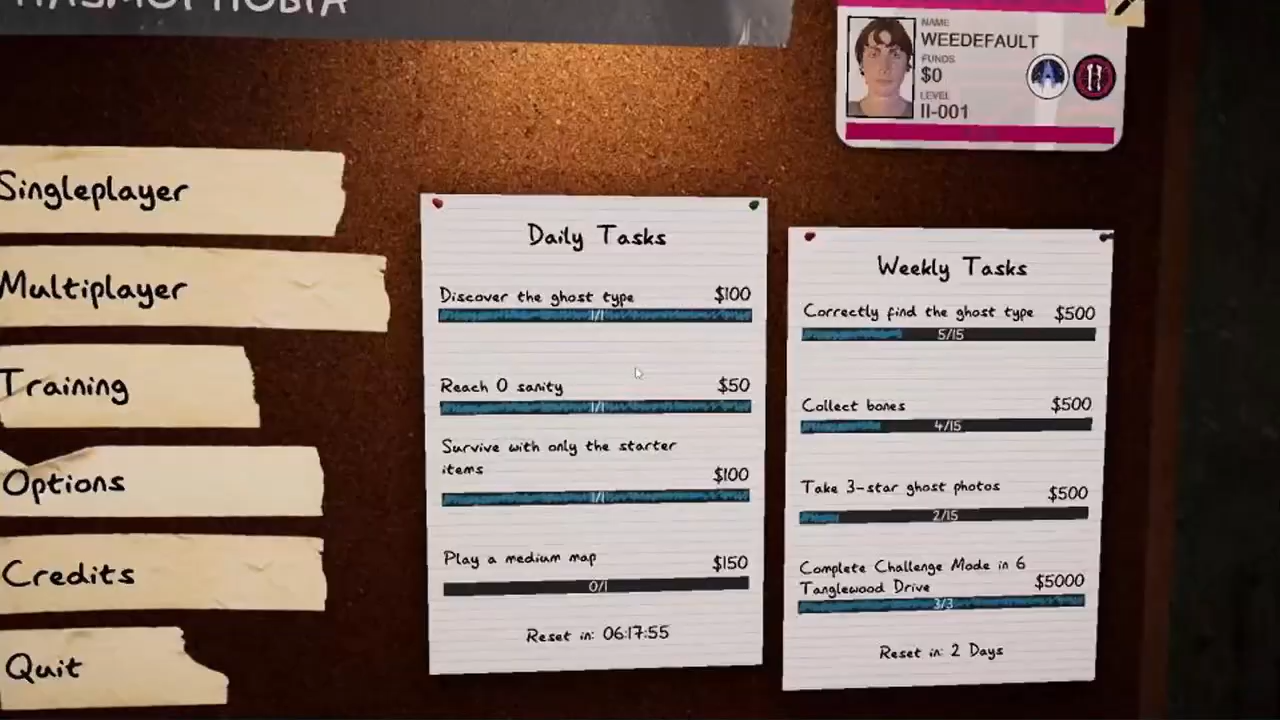 HASMOPHOBIA
NAME
WEEDEFAULT
FUNDS
$0
LEVEL
II-001
Singleplayer
Multiplayer
Training
Options
Credits
Quit
Daily Tasks
Discover the ghost type $100
1/1
Reach 0 sanity $50
1/1
Survive with only the starter
items $100
1/1
Play a medium map $150
0/1
Reset in: 06:17:55
Weekly Tasks
Correctly find the ghost type $500
5/15
Collect bones $500
4/15
Take 3-star ghost photos $500
2/15
Complete Challenge Mode in 6
Tanglewood Drive $5000
3/3
Reset in: 2 Days